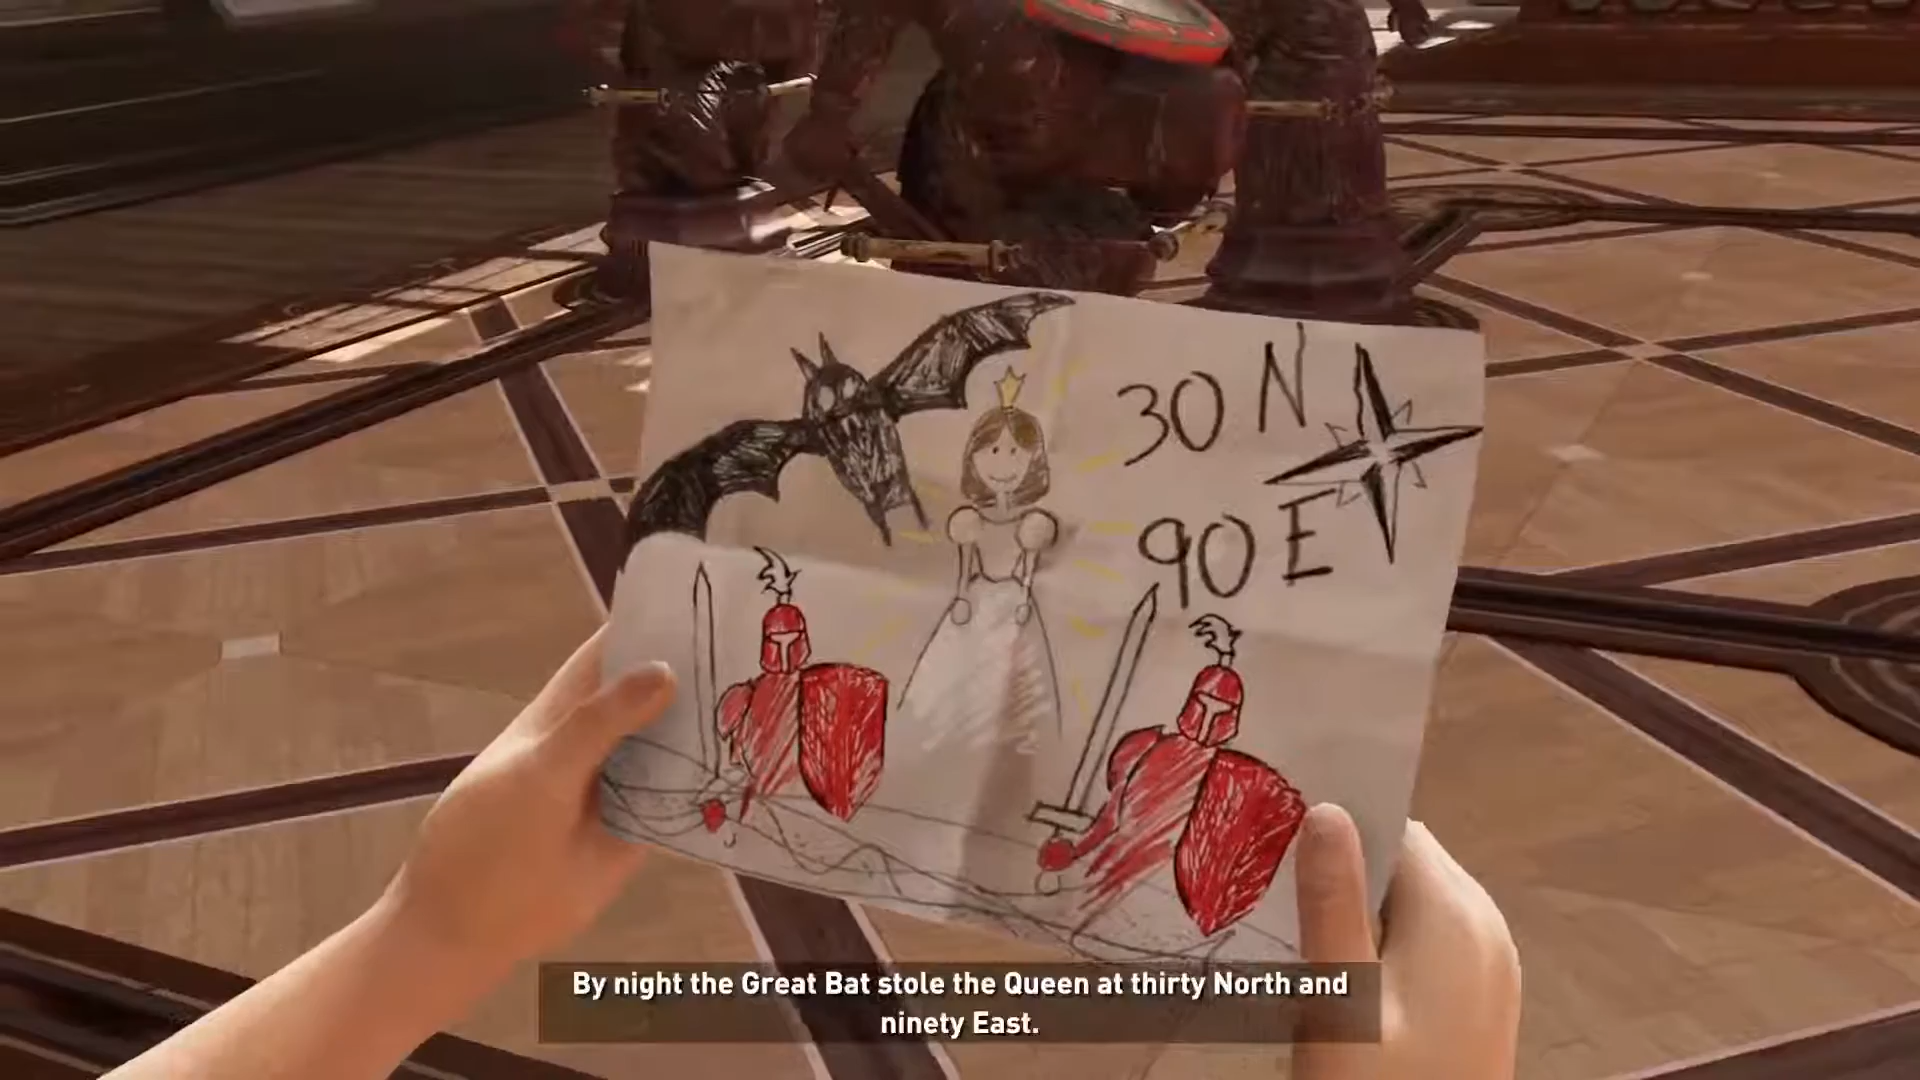 30 N
90 E
By night the Great Bat stole the Queen at thirty North and
ninety East.